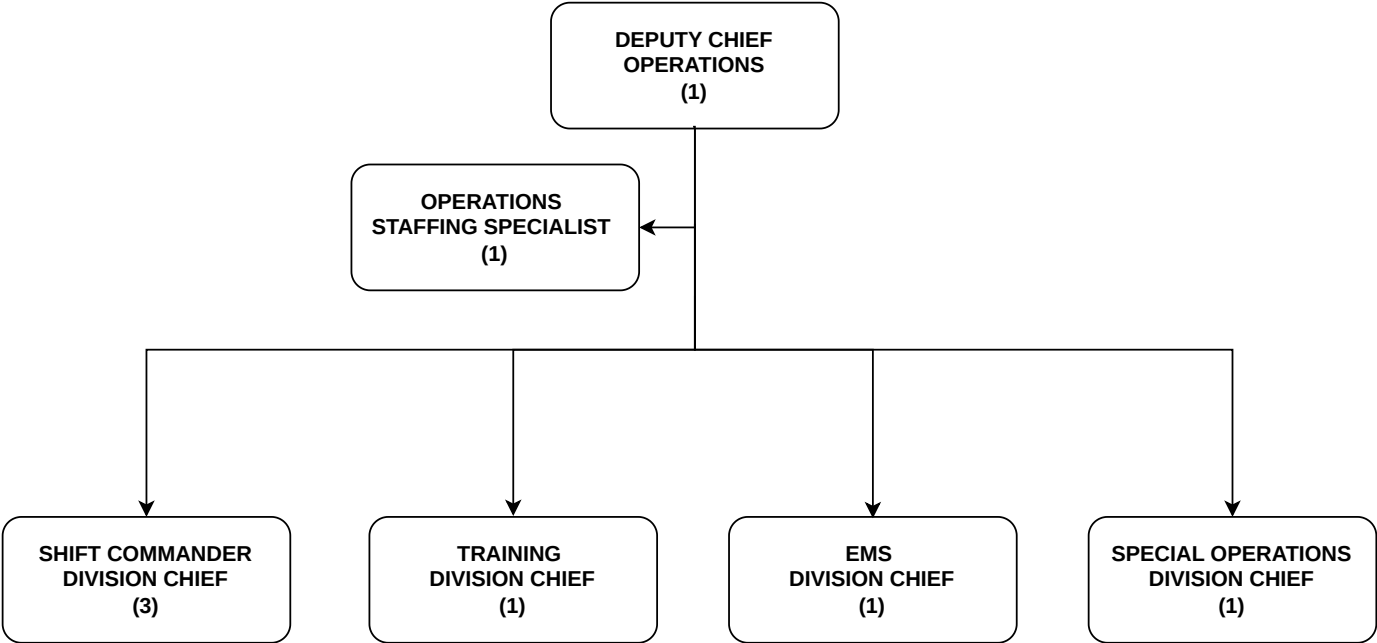 DEPUTY CHIEF
OPERATIONS
(1)
OPERATIONS
STAFFING SPECIALIST
(1)
SHIFT COMMANDER
DIVISION CHIEF
(3)
TRAINING
DIVISION CHIEF
(1)
EMS
DIVISION CHIEF
(1)
SPECIAL OPERATIONS
DIVISION CHIEF
(1)